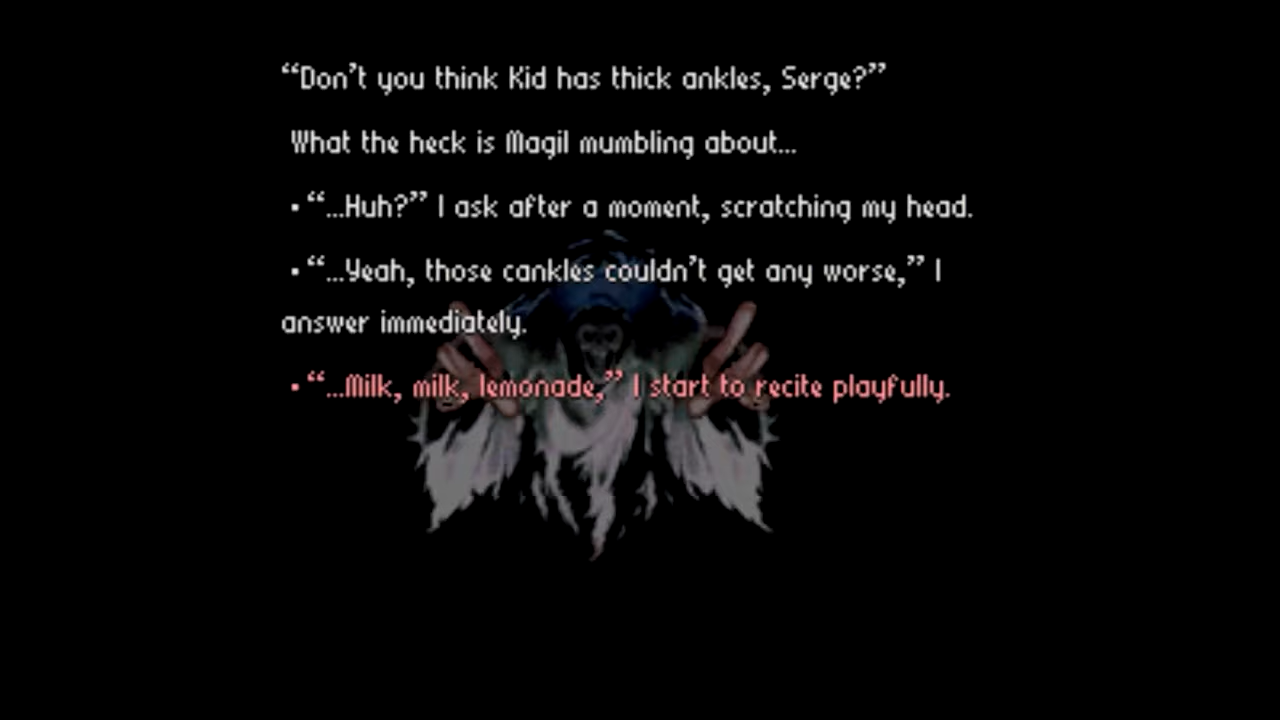 “Don’t you think Kid has thick ankles, Serge?”
What the heck is Magil mumbling about...
• “...Huh?” I ask after a moment, scratching my head.
• “...Yeah, those cankles couldn’t get any worse,” I
answer immediately.
• “...Milk, milk, lemonade,” I start to recite playfully.